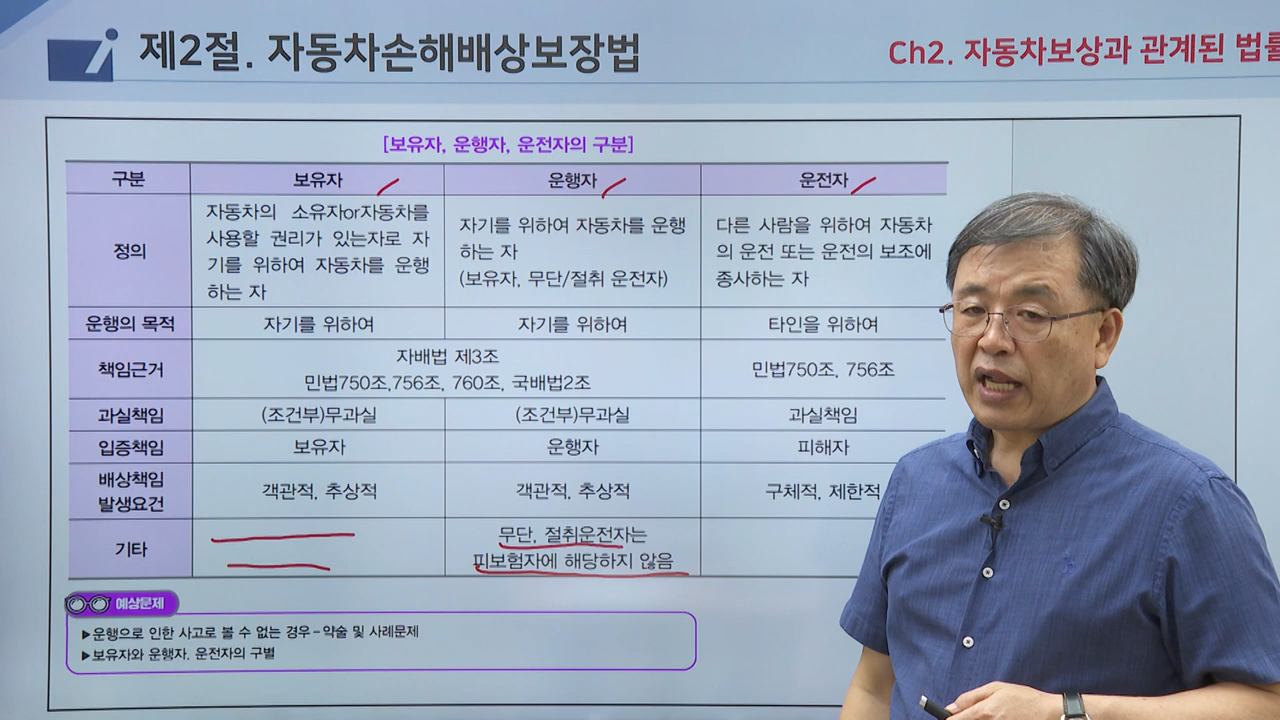 제2절. 자동차손해배상보장법
Ch2. 자동차보상과 관계된 법률
[보유자, 운행자, 운전자의 구분]
구분 보유자 운행자 운전자
정의
자동차의 소유자or자동차를
사용할 권리가 있는자로 자
기를 위하여 자동차를 운행
하는 자
자기를 위하여 자동차를 운행
하는 자
(보유자, 무단/절취 운전자)
다른 사람을 위하여 자동차
의 운전 또는 운전의 보조에
종사하는 자
운행의 목적 자기를 위하여 자기를 위하여 타인을 위하여
책임근거
자배법 제3조
민법750조,756조, 760조, 국배법2조
민법750조, 756조
과실책임 (조건부)무과실 (조건부)무과실 과실책임
입증책임 보유자 운행자 피해자
배상책임
발생요건
객관적, 추상적 객관적, 추상적 구체적, 제한적
기타
무단, 절취운전자는
피보험자에 해당하지 않음
예상문제
▶운행으로 인한 사고로 볼 수 없는 경우-약술 및 사례문제
▶보유자와 운행자, 운전자의 구별